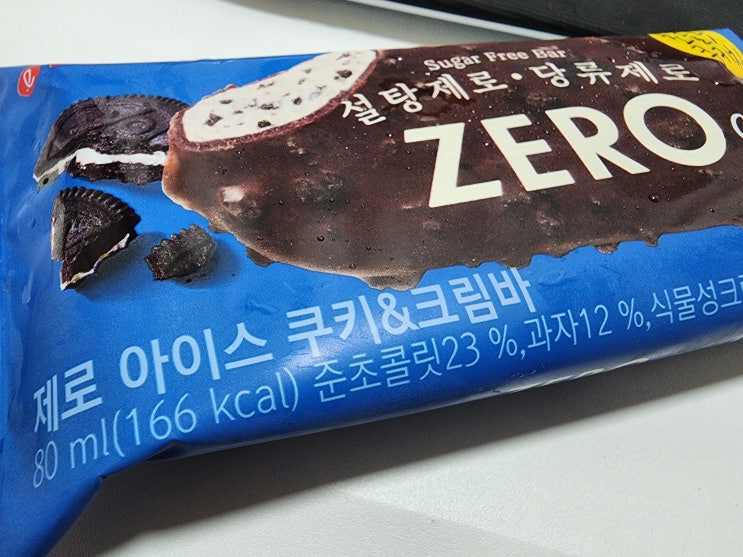 Sugar Free Bar
설탕제로·당류제로
ZERO
제로 아이스 쿠키&크림바
80 ml(166 kcal) 준초콜릿23 %,과자12 %,식물성크림